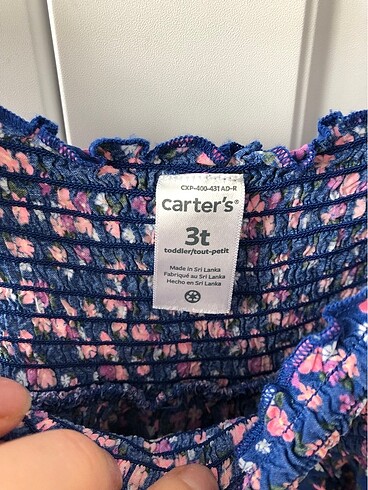 CXP-400-431 AD-R
carter's®
3t
toddler/tout-petit
Made in Sri Lanka
Fabriqué au Sri Lanka
Hecho en Sri Lanka